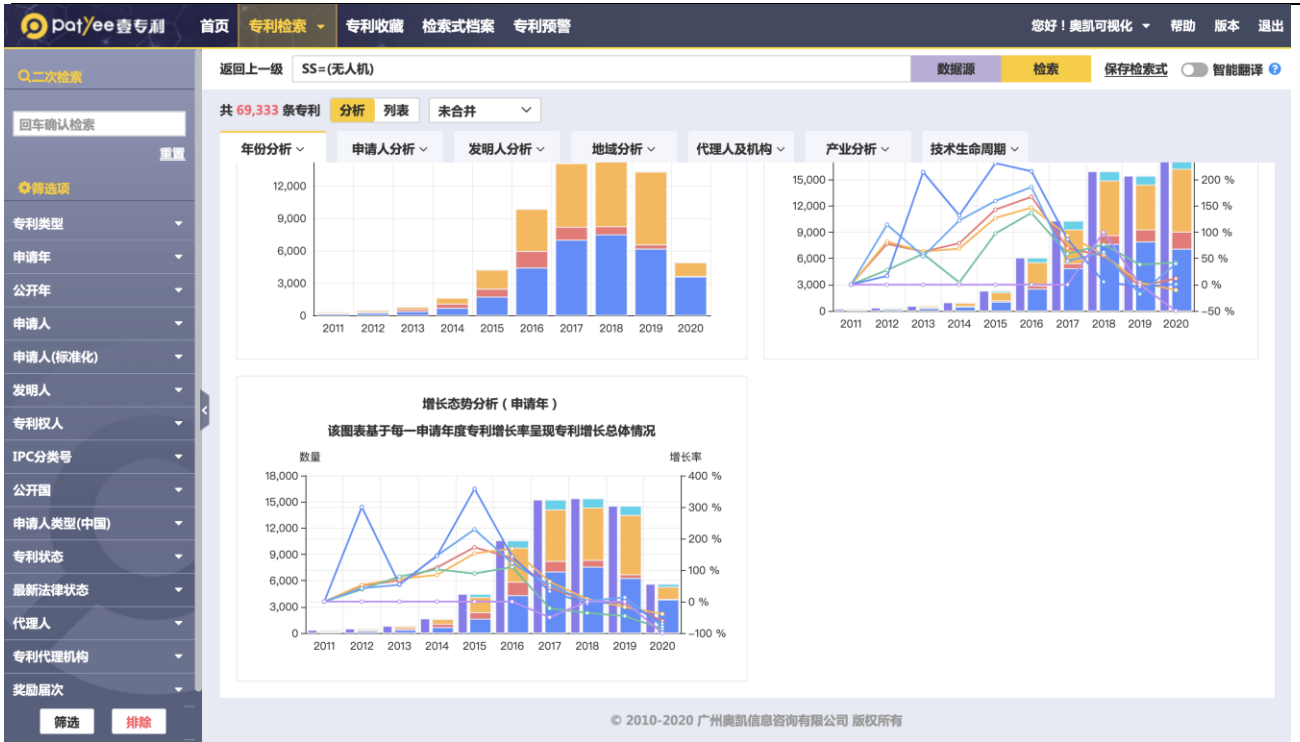 patyee壹专利 首页 专利检索 专利收藏 检索式档案 专利预警 您好！奥凯可视化 帮助 版本 退出
二次检索
回车确认检索
重置
筛选项
专利类型
申请年
公开年
申请人
申请人(标准化)
发明人
专利权人
IPC分类号
公开国
申请人类型(中国)
专利状态
最新法律状态
代理人
专利代理机构
奖励届次
筛选 排除
返回上一级 SS=(无人机) 数据源 检索 保存检索式 智能翻译 ?
共 69,333 条专利 分析 列表 未合并
年份分析 申请人分析 发明人分析 地域分析 代理人及机构 产业分析 技术生命周期
12,000
9,000
6,000
3,000
0
2011 2012 2013 2014 2015 2016 2017 2018 2019 2020
15,000 200 %
12,000 150 %
9,000 100 %
6,000 50 %
3,000 0 %
0 -50 %
2011 2012 2013 2014 2015 2016 2017 2018 2019 2020
增长态势分析（申请年）
该图表基于每一申请年度专利增长率呈现专利增长总体情况
数量 增长率
18,000 400 %
15,000 300 %
12,000 200 %
9,000 100 %
6,000 0 %
3,000 -100 %
0
2011 2012 2013 2014 2015 2016 2017 2018 2019 2020
© 2010-2020 广州奥凯信息咨询有限公司 版权所有